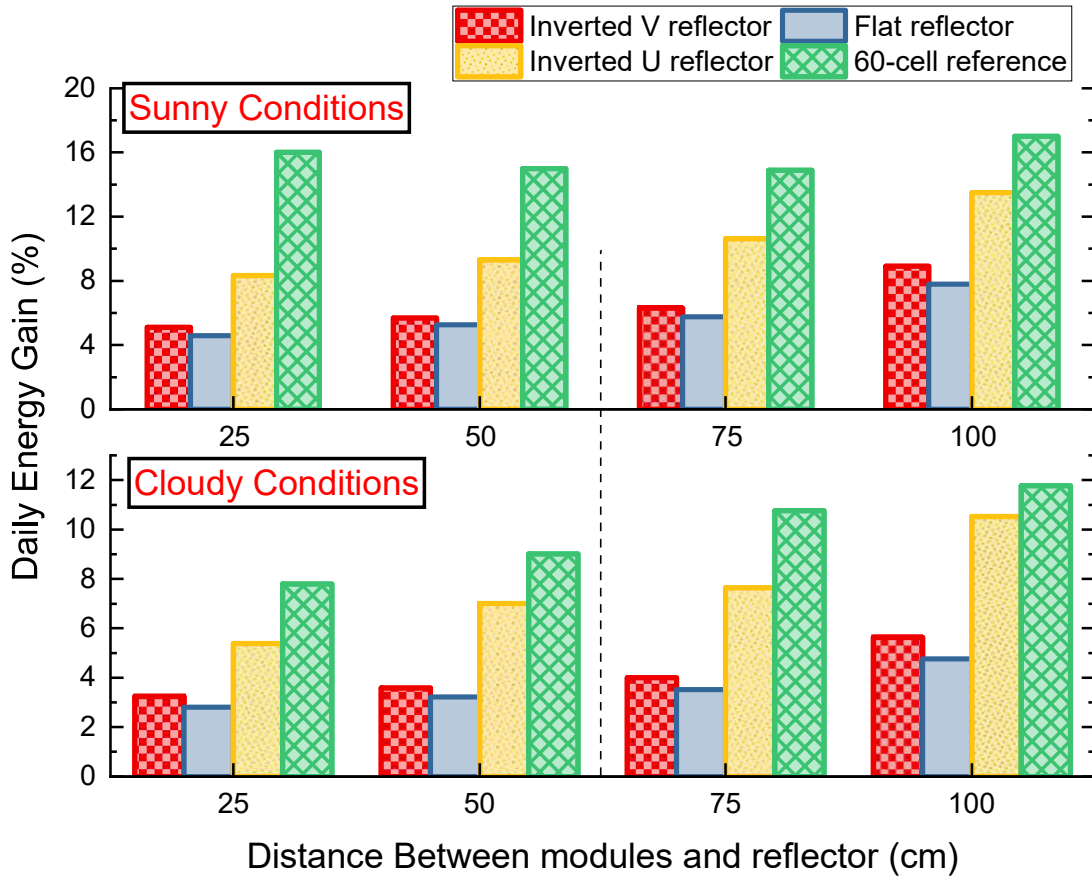 Inverted V reflector Flat reflector
Inverted U reflector 60-cell reference
20
Sunny Conditions
16
12
8
4
0
25 50 75 100
Daily Energy Gain (%)
12
Cloudy Conditions
10
8
6
4
2
0
25 50 75 100
Distance Between modules and reflector (cm)